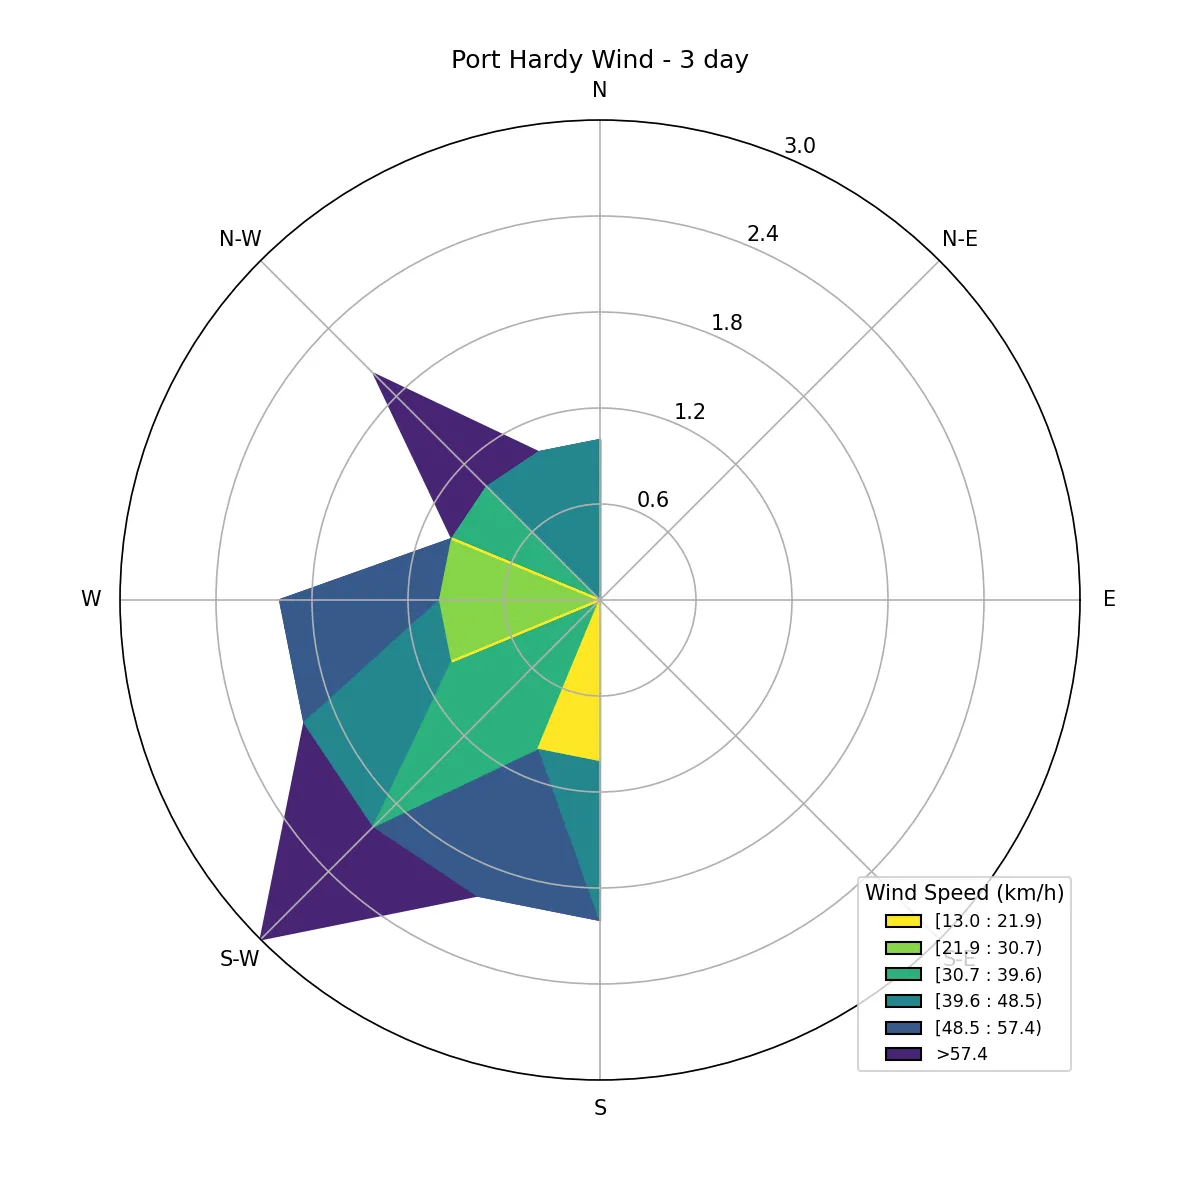 Port Hardy Wind - 3 day
N
3.0
N-W
N-E
2.4
1.8
1.2
0.6
W
E
S-W
S-E
S
Wind Speed (km/h)
[13.0 : 21.9)
[21.9 : 30.7)
[30.7 : 39.6)
[39.6 : 48.5)
[48.5 : 57.4)
>57.4